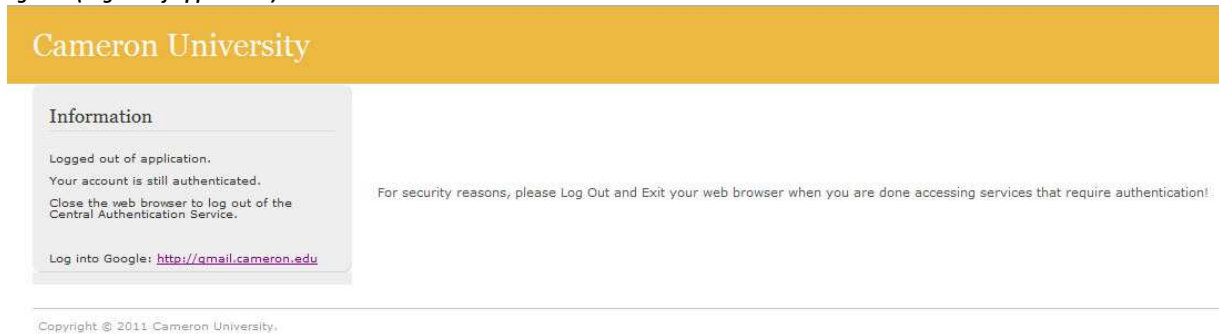 Cameron University
Information
Logged out of application.
Your account is still authenticated.
Close the web browser to log out of the
Central Authentication Service.
Log into Google: http://gmail.cameron.edu
For security reasons, please Log Out and Exit your web browser when you are done accessing services that require authentication!
Copyright © 2011 Cameron University.